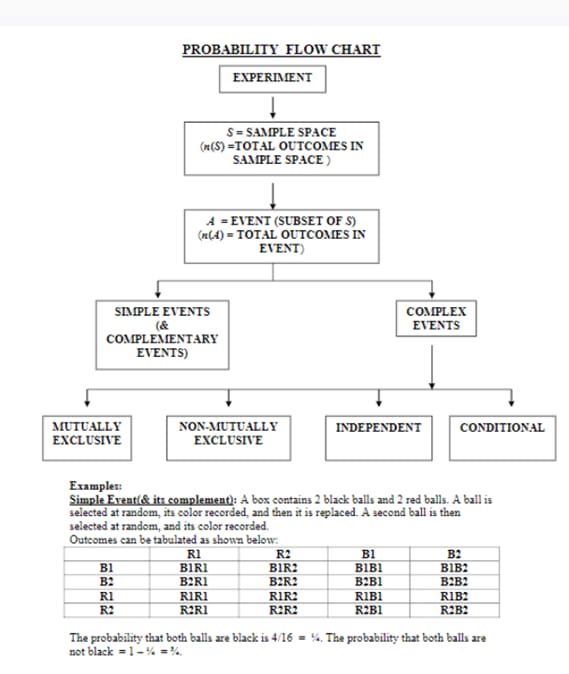 PROBABILITY FLOW CHART
EXPERIMENT
S = SAMPLE SPACE
(n(S) =TOTAL OUTCOMES IN
SAMPLE SPACE )
A = EVENT (SUBSET OF S)
(n(A) = TOTAL OUTCOMES IN
EVENT)
SIMPLE EVENTS
(&
COMPLEMENTARY
EVENTS)
COMPLEX
EVENTS
MUTUALLY
EXCLUSIVE
NON-MUTUALLY
EXCLUSIVE
INDEPENDENT
CONDITIONAL
Examples:
Simple Event(& its complement): A box contains 2 black balls and 2 red balls. A ball is
selected at random, its color recorded, and then it is replaced. A second ball is then
selected at random, and its color recorded.
Outcomes can be tabulated as shown below:
R1 R2 B1 B2
B1 B1R1 B1R2 B1B1 B1B2
B2 B2R1 B2R2 B2B1 B2B2
R1 R1R1 R1R2 R1B1 R1B2
R2 R2R1 R2R2 R2B1 R2B2
The probability that both balls are black is 4/16 = ¼. The probability that both balls are
not black = 1 – ¼ = ¾.